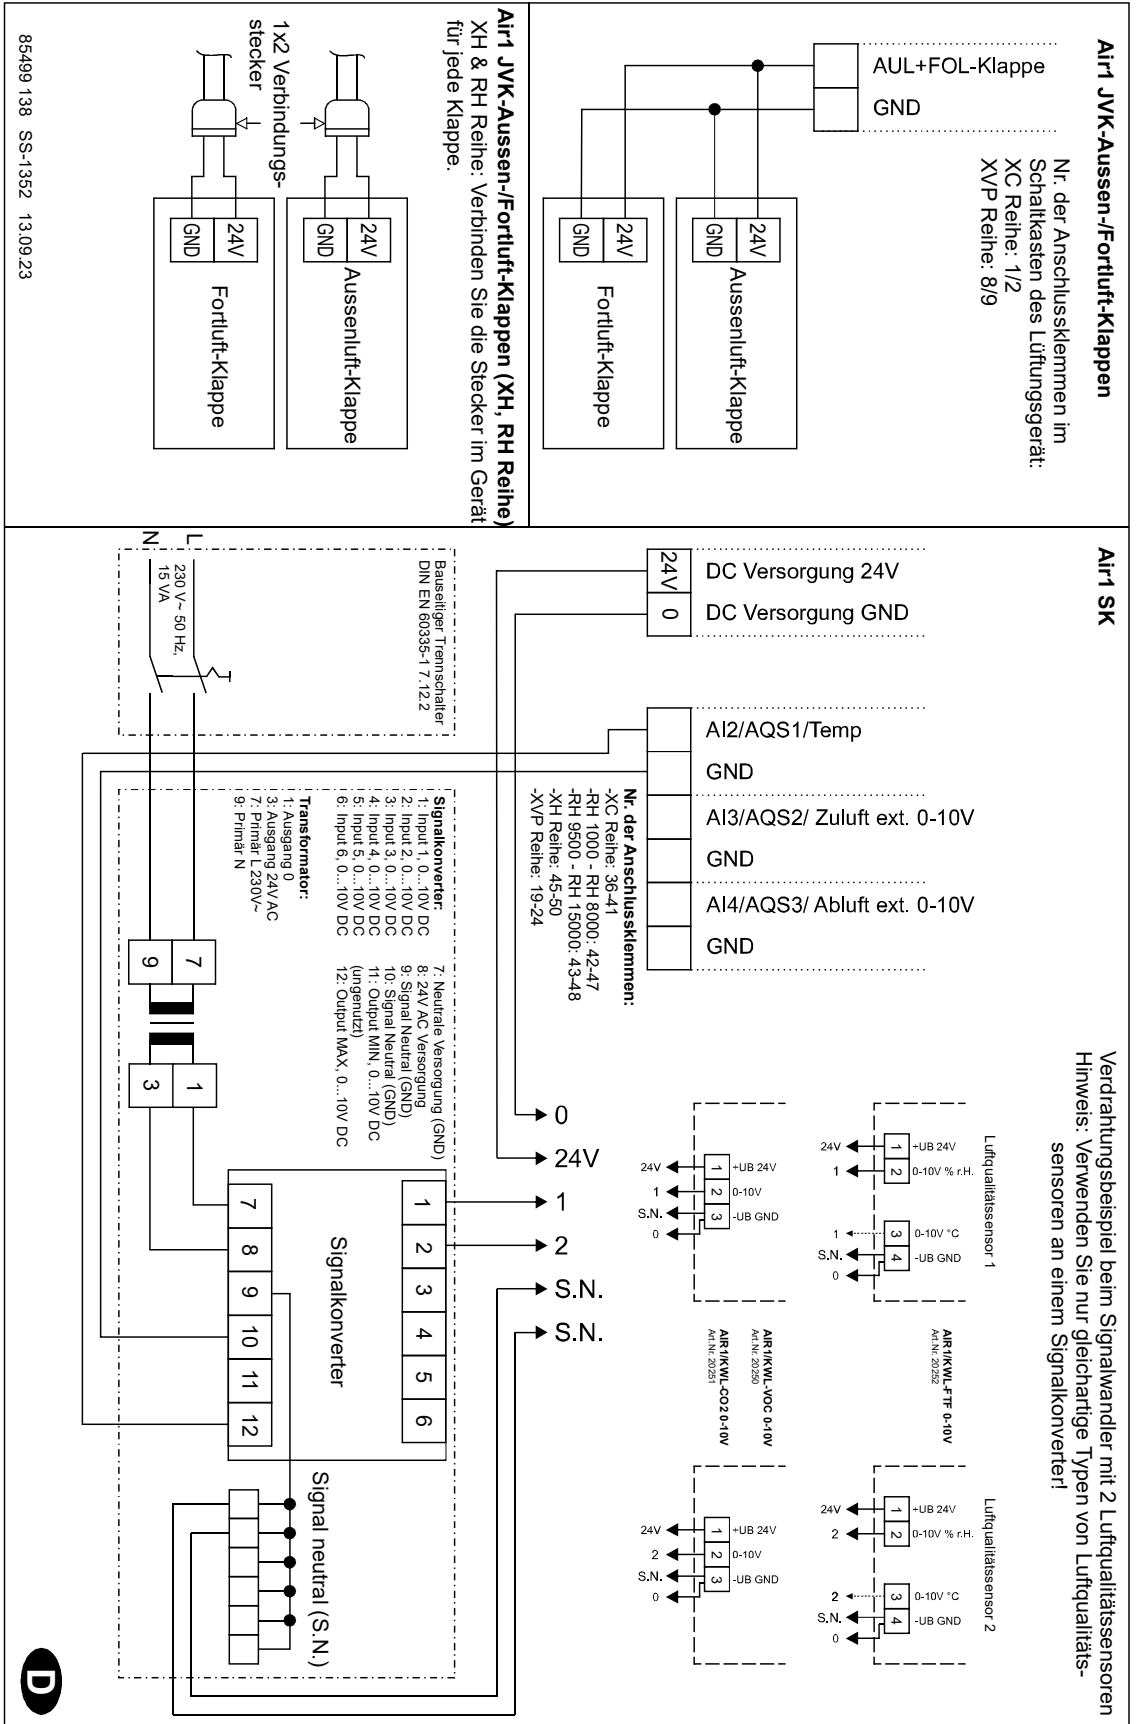 Air1 JVK-Aussen-/Fortluft-Klappen
Nr. der Anschlussklemmen im
Schaltkasten des Lüftungsgerät:
XC Reihe: 1/2
XVP Reihe: 8/9
AUL+FOL-Klappe
GND
24V
GND
Aussenluft-Klappe
24V
GND
Fortluft-Klappe
Air1 JVK-Aussen-/Fortluft-Klappen (XH, RH Reihe)
XH & RH Reihe: Verbinden Sie die Stecker im Gerät
für jede Klappe.
1x2 Verbindungs-
stecker
24V
GND
Aussenluft-Klappe
24V
GND
Fortluft-Klappe
85499 138 SS-1352 13.09.23
Air1 SK
Verdrahtungsbeispiel beim Signalwandler mit 2 Luftqualitätssensoren
Hinweis: Verwenden Sie nur gleichartige Typen von Luftqualitäts-
sensoren an einem Signalkonverter!
24V
0
DC Versorgung 24V
DC Versorgung GND
AI2/AQS1/Temp
GND
AI3/AQS2/ Zuluft ext. 0-10V
GND
AI4/AQS3/ Abluft ext. 0-10V
GND
Nr. der Anschlussklemmen:
-XC Reihe: 36-41
-RH 1000 - RH 8000: 42-47
-RH 9500 - RH 15000: 43-48
-XH Reihe: 45-50
-XVP Reihe: 19-24
Luftqualitätssensor 1
24V
1
1
2
+UB 24V
0-10V % r.H.
1
S.N.
0
3
4
0-10V °C
-UB GND
24V
1
S.N.
0
1
2
3
+UB 24V
0-10V
-UB GND
AIR1/KWL-FTF 0-10V
Art.Nr. 20252
AIR1/KWL-VOC 0-10V
Art.Nr. 20250
AIR1/KWL-CO2 0-10V
Art.Nr. 20251
Luftqualitätssensor 2
24V
2
1
2
+UB 24V
0-10V % r.H.
2
S.N.
0
3
4
0-10V °C
-UB GND
24V
2
S.N.
0
1
2
3
+UB 24V
0-10V
-UB GND
0
24V
1
2
S.N.
S.N.
Bauseitiger Trennschalter
DIN EN 60335-1 7.12.2
L
N
230 V~ 50 Hz,
15 VA
Signalkonverter:
1: Input 1, 0...10V DC
2: Input 2, 0...10V DC
3: Input 3, 0...10V DC
4: Input 4, 0...10V DC
5: Input 5, 0...10V DC
6: Input 6, 0...10V DC
7: Neutrale Versorgung (GND)
8: 24V AC Versorgung
9: Signal Neutral (GND)
10: Signal Neutral (GND)
11: Output MIN, 0...10V DC
(ungenutzt)
12: Output MAX, 0...10V DC
Transformator:
1: Ausgang 0
3: Ausgang 24V AC
7: Primär L 230V~
9: Primär N
7
9
1
3
1
2
3
4
5
6
Signalkonverter
7
8
9
10
11
12
Signal neutral (S.N.)
D